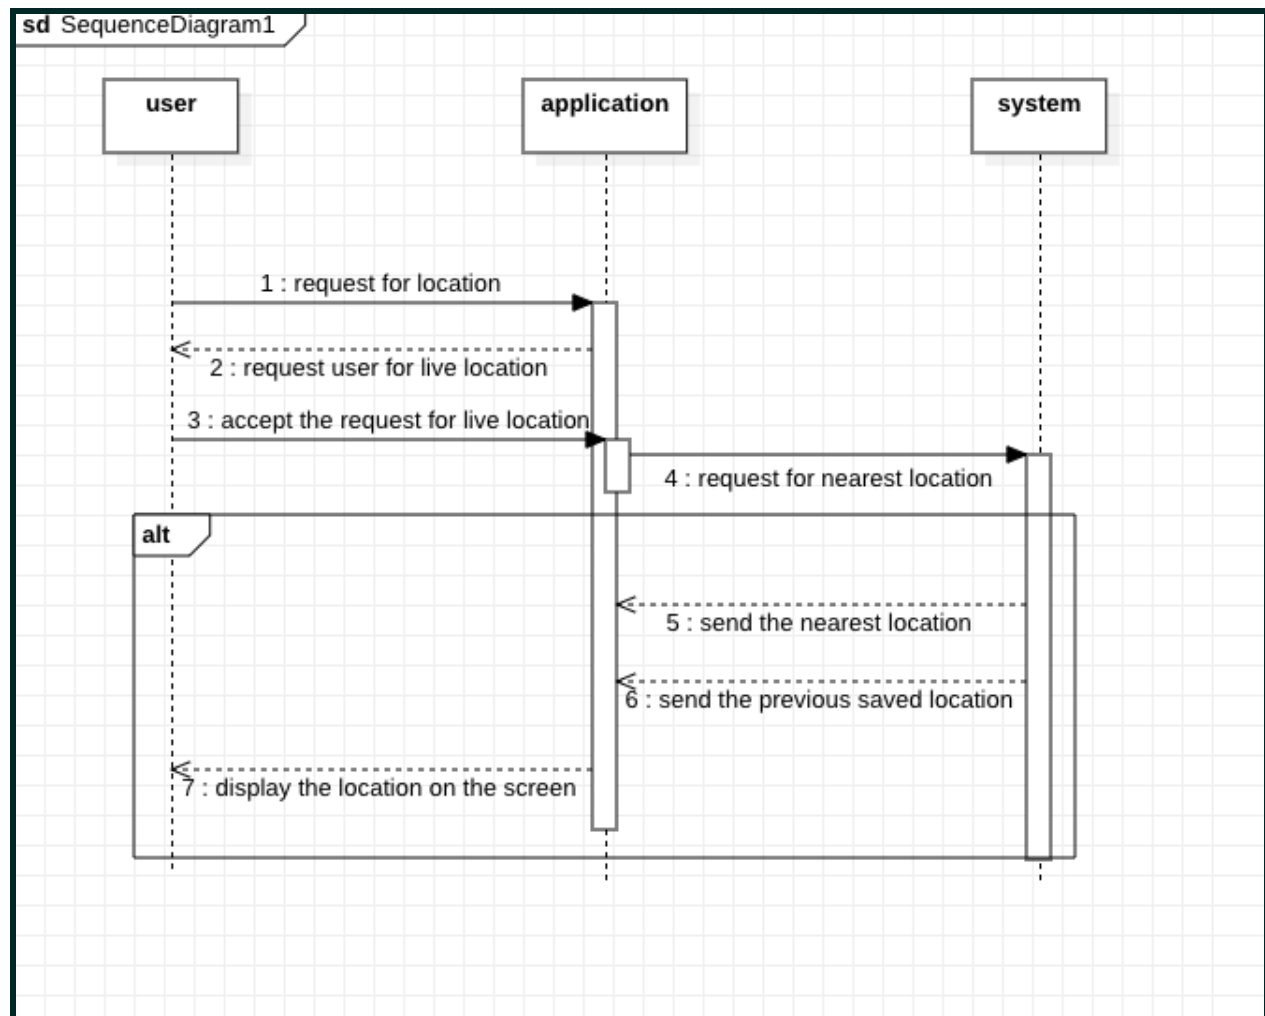 sd SequenceDiagram1
user
application
system
1 : request for location
2 : request user for live location
3 : accept the request for live location
4 : request for nearest location
alt
5 : send the nearest location
6 : send the previous saved location
7 : display the location on the screen